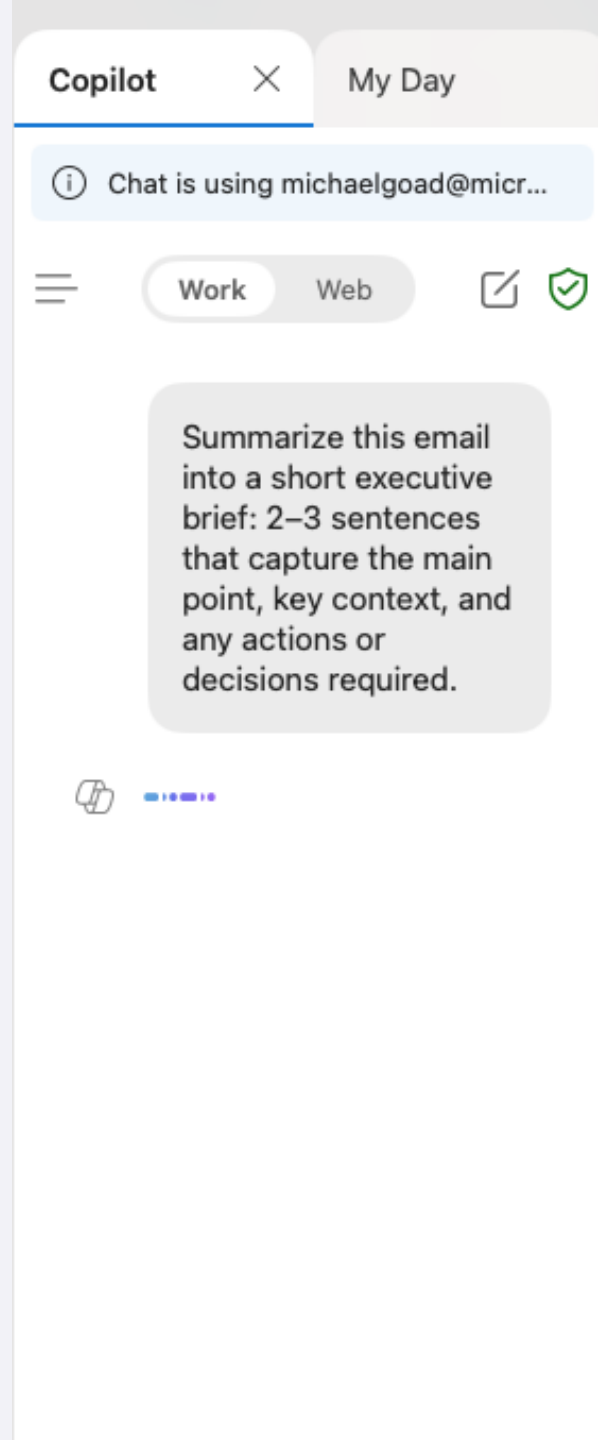 Copilot
My Day
Chat is using michaelgoad@micr...
Work
Web
Summarize this email
into a short executive
brief: 2–3 sentences
that capture the main
point, key context, and
any actions or
decisions required.